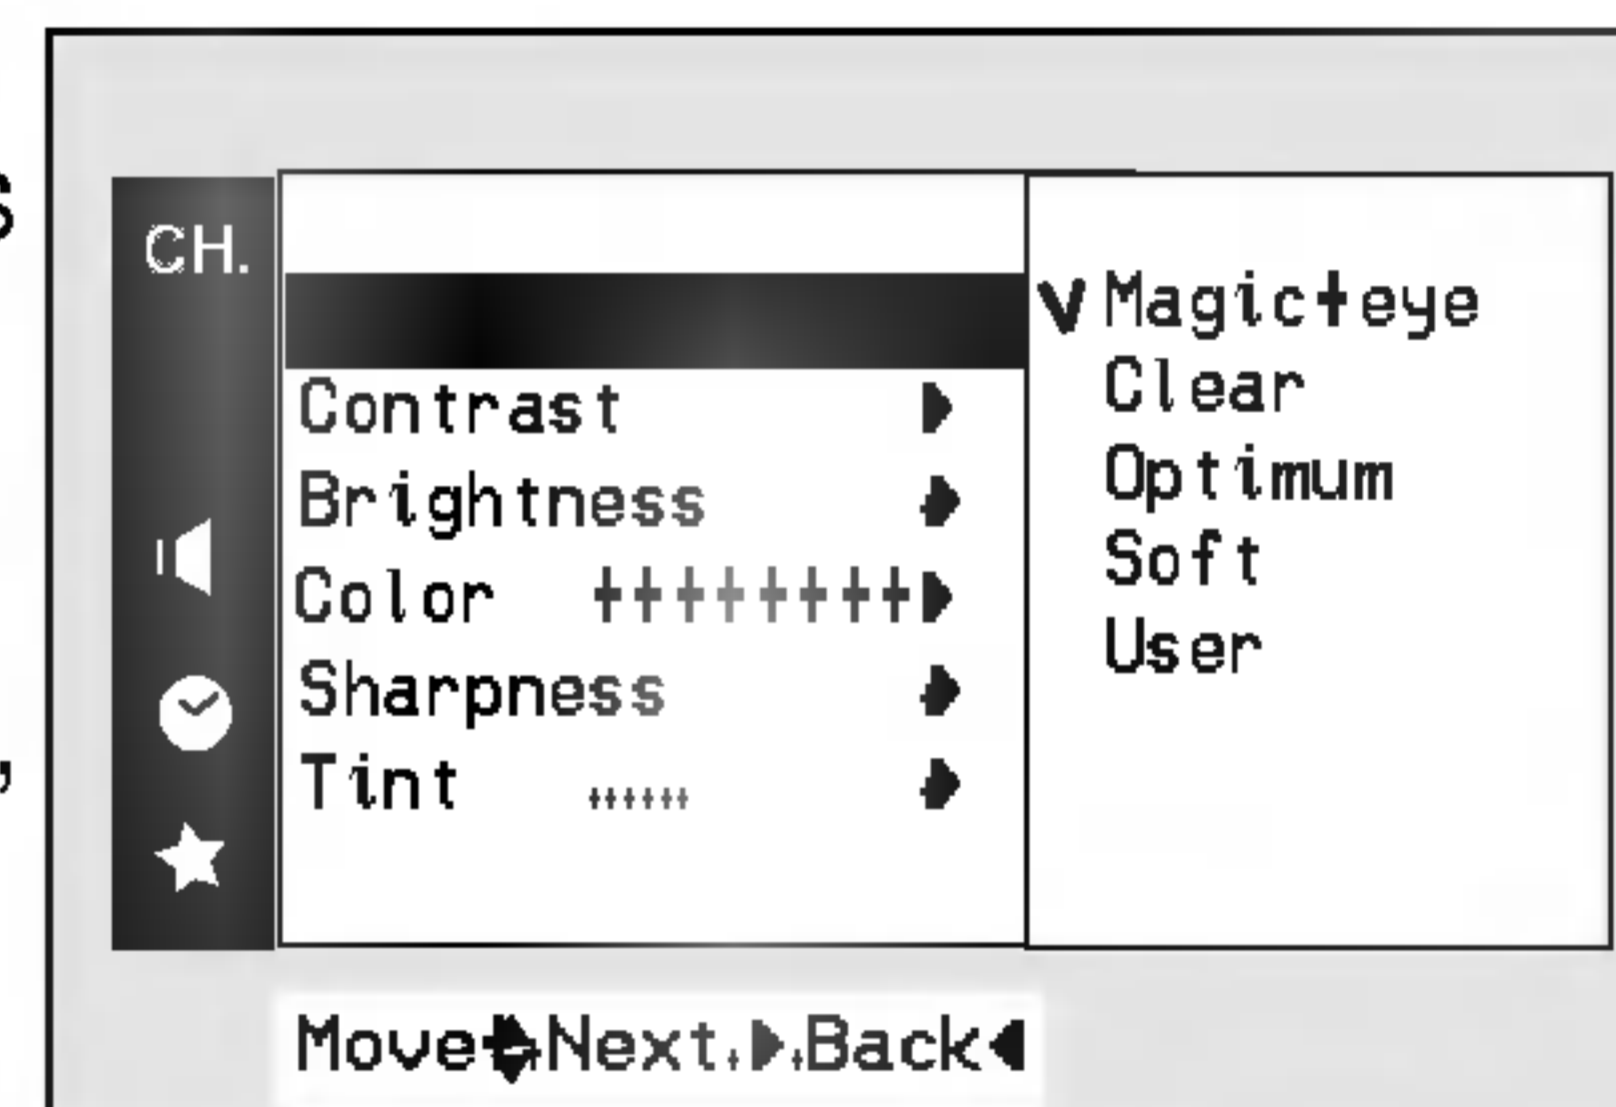 CH.
Contrast
Brightness
Color
Sharpness
Tint
Magic+eye
Clear
Optimum
Soft
User
Move Next Back